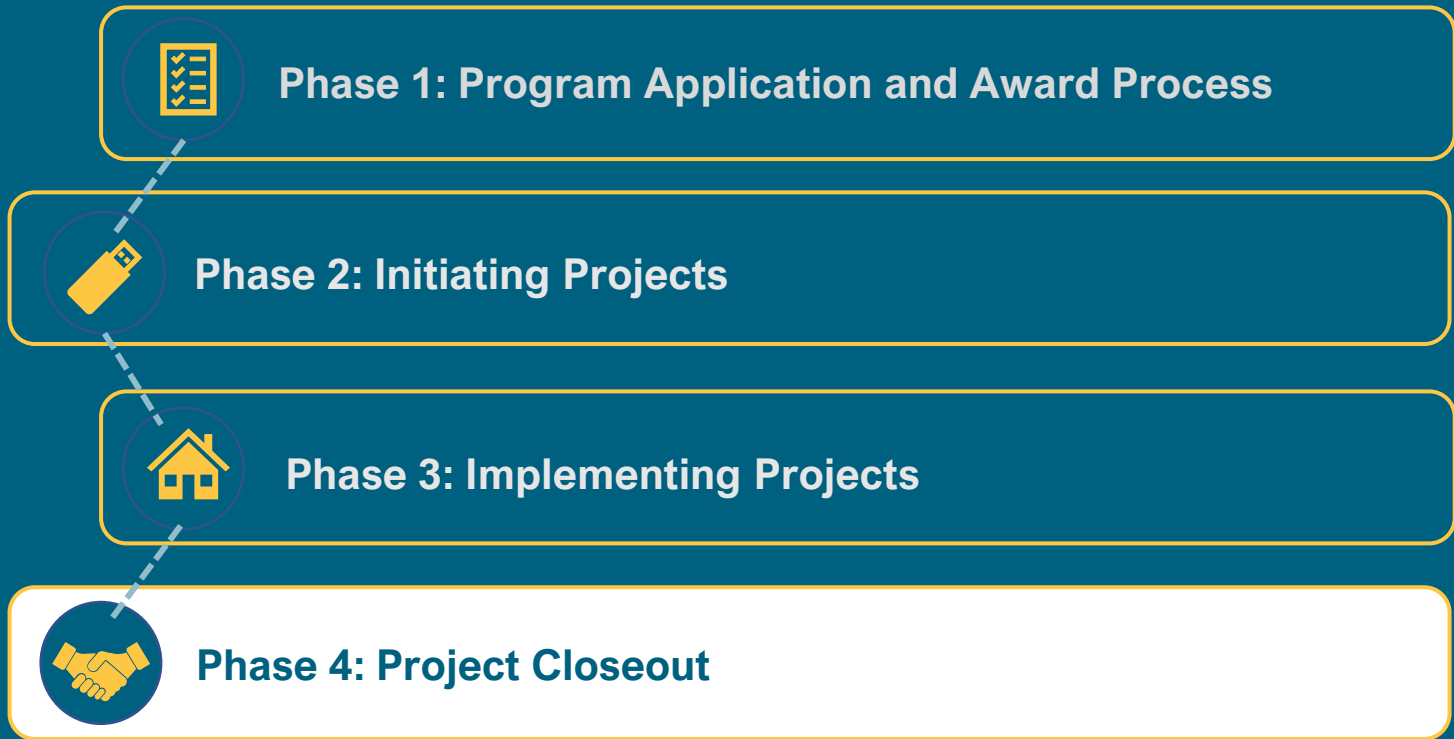 Phase 1: Program Application and Award Process
Phase 2: Initiating Projects
Phase 3: Implementing Projects
Phase 4: Project Closeout